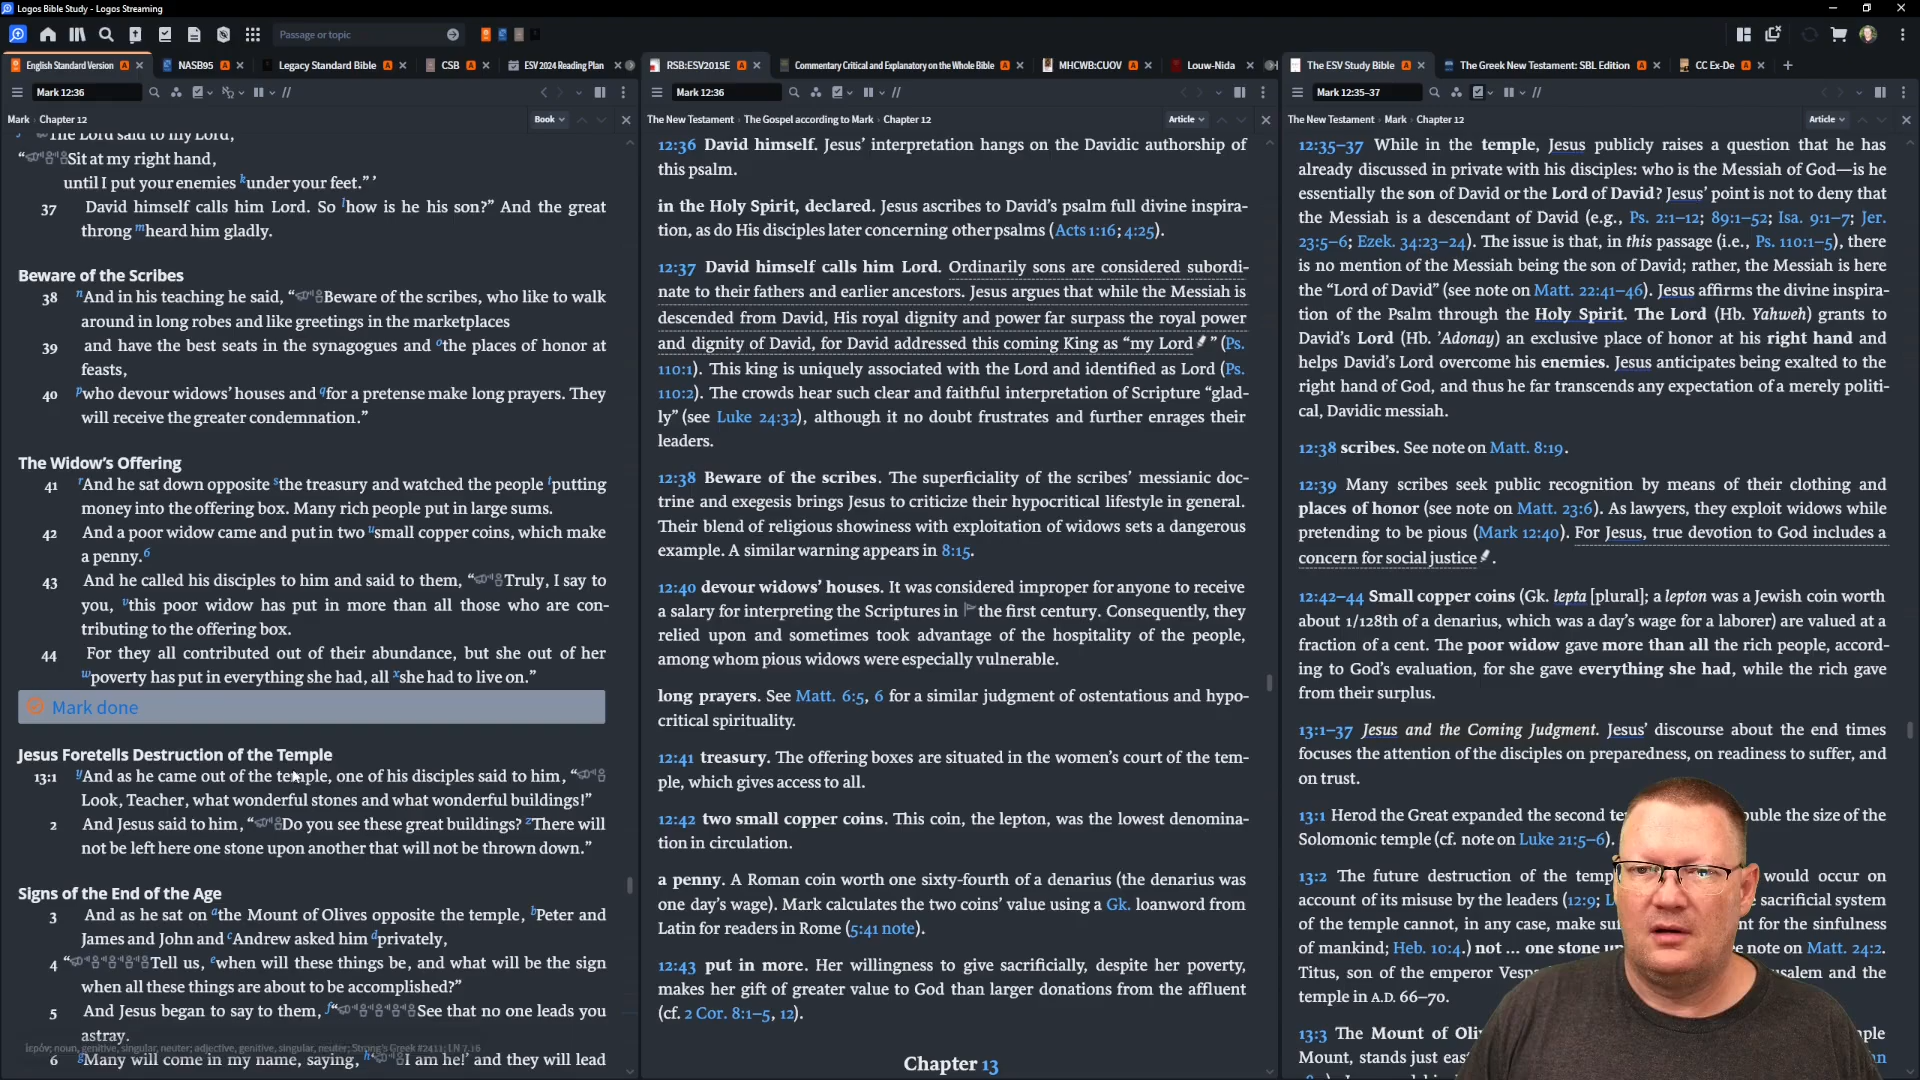 Logos Bible Study - Logos Streaming
Passage or topic
English Standard Version A
NASB95 A
Legacy Standard Bible A
CSB A
ESV 2024 Reading Plan
RSB:ESV2015E A
Commentary Critical and Explanatory on the Whole Bible A
MHCWB:CUOV A
Louw-Nida
The ESV Study Bible A
The Greek New Testament: SBL Edition A
CC Ex-De A
Mark 12:36
Mark › Chapter 12
Book
The Lord said to my Lord,
“Sit at my right hand,
until I put your enemies k under your feet.” ’
37 David himself calls him Lord. So l how is he his son?” And the great
throng m heard him gladly.
Beware of the Scribes
38 n And in his teaching he said, “Beware of the scribes, who like to walk
around in long robes and like greetings in the marketplaces
39 and have the best seats in the synagogues and o the places of honor at
feasts,
40 p who devour widows’ houses and q for a pretense make long prayers. They
will receive the greater condemnation.”
The Widow’s Offering
41 r And he sat down opposite s the treasury and watched the people t putting
money into the offering box. Many rich people put in large sums.
42 And a poor widow came and put in two u small copper coins, which make
a penny.6
43 And he called his disciples to him and said to them, “Truly, I say to
you, v this poor widow has put in more than all those who are con-
tributing to the offering box.
44 For they all contributed out of their abundance, but she out of her
w poverty has put in everything she had, all x she had to live on.”
Mark done
Jesus Foretells Destruction of the Temple
13:1 y And as he came out of the temple, one of his disciples said to him, “
Look, Teacher, what wonderful stones and what wonderful buildings!”
2 And Jesus said to him, “Do you see these great buildings? z There will
not be left here one stone upon another that will not be thrown down.”
Signs of the End of the Age
3 And as he sat on a the Mount of Olives opposite the temple, b Peter and
James and John and c Andrew asked him d privately,
4 “Tell us, e when will these things be, and what will be the sign
when all these things are about to be accomplished?”
5 And Jesus began to say to them, f “See that no one leads you
astray.
ἱερόν; noun, genitive, singular, neuter; adjective, genitive, singular, neuter; Strong's Greek #2411; LN 7.16
6 g Many will come in my name, saying, h ‘I am he!’ and they will lead
Mark 12:36
The New Testament › The Gospel according to Mark › Chapter 12
Article
12:36 David himself. Jesus’ interpretation hangs on the Davidic authorship of
this psalm.
in the Holy Spirit, declared. Jesus ascribes to David’s psalm full divine inspira-
tion, as do His disciples later concerning other psalms (Acts 1:16; 4:25).
12:37 David himself calls him Lord. Ordinarily sons are considered subordi-
nate to their fathers and earlier ancestors. Jesus argues that while the Messiah is
descended from David, His royal dignity and power far surpass the royal power
and dignity of David, for David addressed this coming King as “my Lord” (Ps.
110:1). This king is uniquely associated with the Lord and identified as Lord (Ps.
110:2). The crowds hear such clear and faithful interpretation of Scripture “glad-
ly” (see Luke 24:32), although it no doubt frustrates and further enrages their
leaders.
12:38 Beware of the scribes. The superficiality of the scribes’ messianic doc-
trine and exegesis brings Jesus to criticize their hypocritical lifestyle in general.
Their blend of religious showiness with exploitation of widows sets a dangerous
example. A similar warning appears in 8:15.
12:40 devour widows’ houses. It was considered improper for anyone to receive
a salary for interpreting the Scriptures in the first century. Consequently, they
relied upon and sometimes took advantage of the hospitality of the people,
among whom pious widows were especially vulnerable.
long prayers. See Matt. 6:5, 6 for a similar judgment of ostentatious and hypo-
critical spirituality.
12:41 treasury. The offering boxes are situated in the women’s court of the tem-
ple, which gives access to all.
12:42 two small copper coins. This coin, the lepton, was the lowest denomina-
tion in circulation.
a penny. A Roman coin worth one sixty-fourth of a denarius (the denarius was
one day’s wage). Mark calculates the two coins’ value using a Gk. loanword from
Latin for readers in Rome (5:41 note).
12:43 put in more. Her willingness to give sacrificially, despite her poverty,
makes her gift of greater value to God than larger donations from the affluent
(cf. 2 Cor. 8:1–5, 12).
Chapter 13
Mark 12:35–37
The New Testament › Mark › Chapter 12
Article
12:35–37 While in the temple, Jesus publicly raises a question that he has
already discussed in private with his disciples: who is the Messiah of God—is he
essentially the son of David or the Lord of David? Jesus’ point is not to deny that
the Messiah is a descendant of David (e.g., Ps. 2:1–12; 89:1–52; Isa. 9:1–7; Jer.
23:5–6; Ezek. 34:23–24). The issue is that, in this passage (i.e., Ps. 110:1–5), there
is no mention of the Messiah being the son of David; rather, the Messiah is here
the “Lord of David” (see note on Matt. 22:41–46). Jesus affirms the divine inspira-
tion of the Psalm through the Holy Spirit. The Lord (Hb. Yahweh) grants to
David’s Lord (Hb. ’Adonay) an exclusive place of honor at his right hand and
helps David’s Lord overcome his enemies. Jesus anticipates being exalted to the
right hand of God, and thus he far transcends any expectation of a merely politi-
cal, Davidic messiah.
12:38 scribes. See note on Matt. 8:19.
12:39 Many scribes seek public recognition by means of their clothing and
places of honor (see note on Matt. 23:6). As lawyers, they exploit widows while
pretending to be pious (Mark 12:40). For Jesus, true devotion to God includes a
concern for social justice.
12:42–44 Small copper coins (Gk. lepta [plural]; a lepton was a Jewish coin worth
about 1/128th of a denarius, which was a day’s wage for a laborer) are valued at a
fraction of a cent. The poor widow gave more than all the rich people, accord-
ing to God’s evaluation, for she gave everything she had, while the rich gave
from their surplus.
13:1–37 Jesus and the Coming Judgment. Jesus’ discourse about the end times
focuses the attention of the disciples on preparedness, on readiness to suffer, and
on trust.
13:1 Herod the Great expanded the second te ouble the size of the
Solomonic temple (cf. note on Luke 21:5–6).
13:2 The future destruction of the temp would occur on
account of its misuse by the leaders (12:9; L sacrificial system
of the temple cannot, in any case, make su t for the sinfulness
of mankind; Heb. 10:4.) not ... one stone up e note on Matt. 24:2.
Titus, son of the emperor Vesp usalem and the
temple in A.D. 66–70.
13:3 The Mount of Oli ple
Mount, stands just east